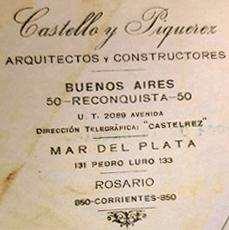 Castello y Piquerez
ARQUITECTOS Y CONSTRUCTORES
BUENOS AIRES
50-RECONQUISTA-50
U. T. 2089 AVENIDA
DIRECCIÓN TELEGRÁFICA: "CASTELREZ"
MAR DEL PLATA
131 PEDRO LURO 133
ROSARIO
850-CORRIENTES-850